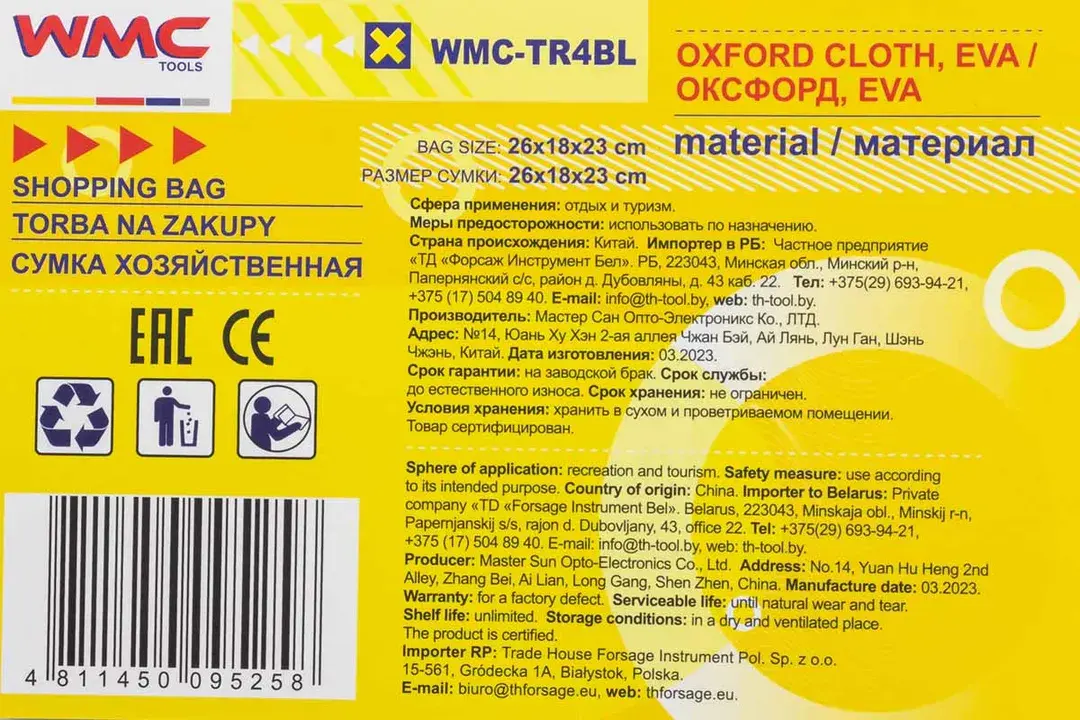 WMC
TOOLS
WMC-TR4BL
OXFORD CLOTH, EVA /
ОКСФОРД, EVA
material / материал
BAG SIZE: 26x18x23 cm
РАЗМЕР СУМКИ: 26x18x23 cm
SHOPPING BAG
TORBA NA ZAKUPY
СУМКА ХОЗЯЙСТВЕННАЯ
EAC CE
Сфера применения: отдых и туризм.
Меры предосторожности: использовать по назначению.
Страна происхождения: Китай. Импортер в РБ: Частное предприятие
«ТД «Форсаж Инструмент Бел». РБ, 223043, Минская обл., Минский р-н,
Папернянский с/с, район д. Дубовляны, 43 каб. 22. Тел: +375(29) 693-94-21,
+375 (17) 504 89 40. E-mail: info@th-tool.by, web: th-tool.by.
Производитель: Мастер Сан Опто-Электроникс Ко., ЛТД.
Адрес: №14, Юань Ху Хэн 2-ая аллея Чжан Бэй, Ай Лянь, Лун Ган, Шэнь
Чжэнь, Китай. Дата изготовления: 03.2023.
Срок гарантии: на заводской брак. Срок службы:
до естественного износа. Срок хранения: не ограничен.
Условия хранения: хранить в сухом и проветриваемом помещении.
Товар сертифицирован.
Sphere of application: recreation and tourism. Safety measure: use according
to its intended purpose. Country of origin: China. Importer to Belarus: Private
company «TD «Forsage Instrument Bel». Belarus, 223043, Minskaja obl., Minskij r-n,
Papernjanskij s/s, rajon d. Dubovljany, 43, office 22. Tel: +375(29) 693-94-21,
+375 (17) 504 89 40. E-mail: info@th-tool.by, web: th-tool.by.
Producer: Master Sun Opto-Electronics Co., Ltd. Address: No.14, Yuan Hu Heng 2nd
Alley, Zhang Bei, Ai Lian, Long Gang, Shen Zhen, China. Manufacture date: 03.2023.
Warranty: for a factory defect. Serviceable life: until natural wear and tear.
Shelf life: unlimited. Storage conditions: in a dry and ventilated place.
The product is certified.
Importer RP: Trade House Forsage Instrument Pol. Sp. z o.o.
15-561, Gródecka 1A, Białystok, Polska.
E-mail: biuro@thforsage.eu, web: thforsage.eu.
4 811450 095258